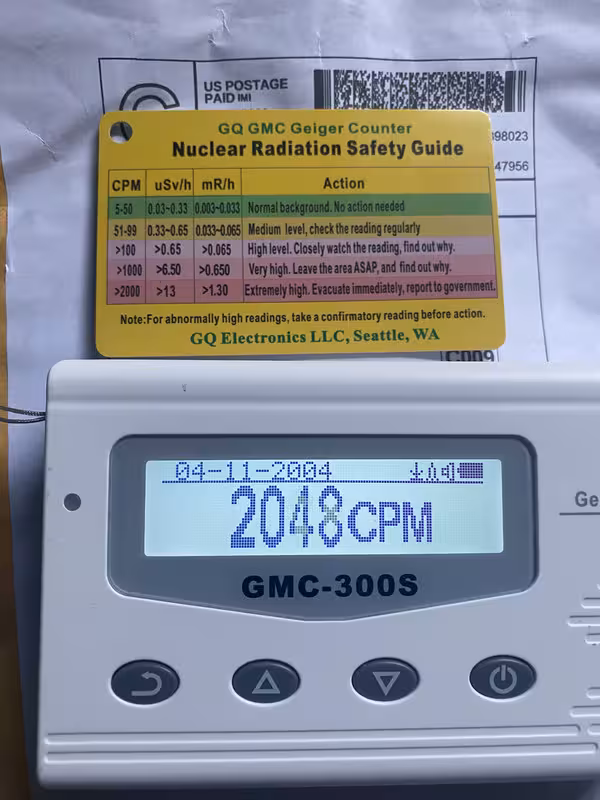 US POSTAGE
PAID IMI
98023
47956
GQ GMC Geiger Counter
Nuclear Radiation Safety Guide
CPM uSv/h mR/h Action
5-50 0.03~0.33 0.003~0.033 Normal background. No action needed
51-99 0.33~0.65 0.033~0.065 Medium level, check the reading regularly
>100 >0.65 >0.065 High level. Closely watch the reading, find out why.
>1000 >6.50 >0.650 Very high. Leave the area ASAP, and find out why.
>2000 >13 >1.30 Extremely high. Evacuate immediately, report to government.
Note:For abnormally high readings, take a confirmatory reading before action.
GQ Electronics LLC, Seattle, WA
C009
04-11-2004
2048CPM
Ge
GMC-300S